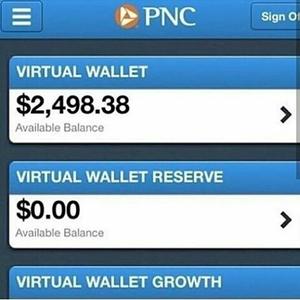 PNC
Sign O
VIRTUAL WALLET
$2,498.38
Available Balance
VIRTUAL WALLET RESERVE
$0.00
Available Balance
VIRTUAL WALLET GROWTH